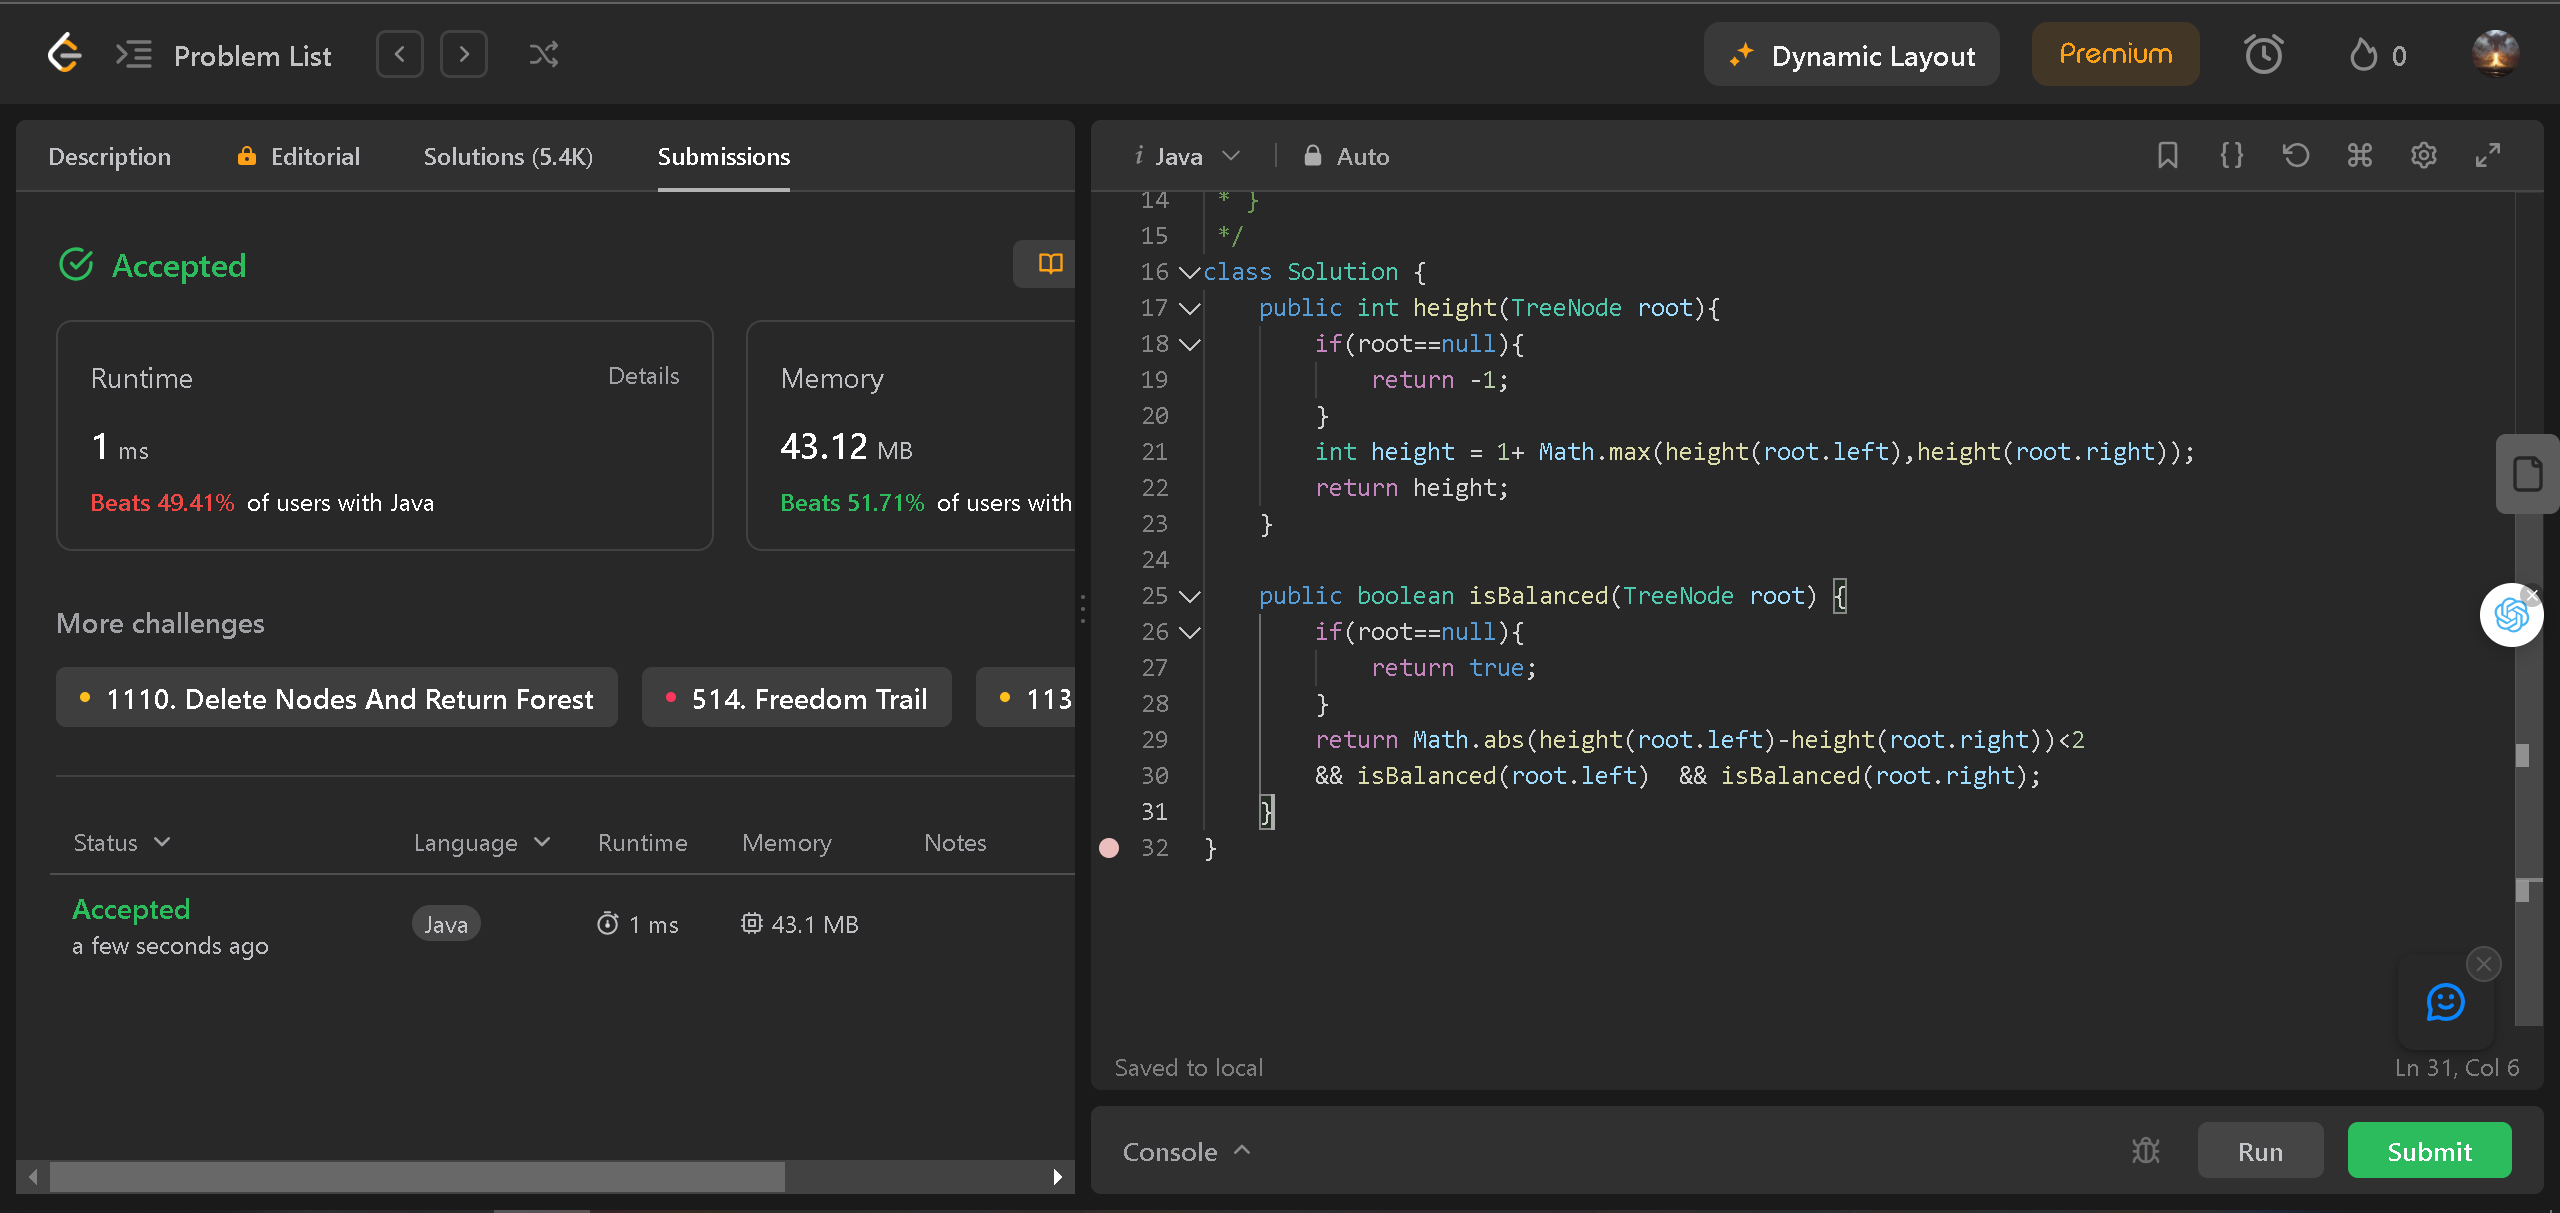 Problem List
Dynamic Layout
Premium
0
Description
Editorial
Solutions (5.4K)
Submissions
Accepted
Runtime
Details
1 ms
Beats 49.41% of users with Java
Memory
43.12 MB
Beats 51.71% of users with
More challenges
1110. Delete Nodes And Return Forest
514. Freedom Trail
113
Status
Language
Runtime
Memory
Notes
Accepted
a few seconds ago
Java
1 ms
43.1 MB
i Java
Auto
14 * }
15 */
16 class Solution {
17 public int height(TreeNode root){
18 if(root==null){
19 return -1;
20 }
21 int height = 1+ Math.max(height(root.left),height(root.right));
22 return height;
23 }
24
25 public boolean isBalanced(TreeNode root) {
26 if(root==null){
27 return true;
28 }
29 return Math.abs(height(root.left)-height(root.right))<2
30 && isBalanced(root.left)  && isBalanced(root.right);
31 }
32 }
Saved to local
Ln 31, Col 6
Console
Run
Submit